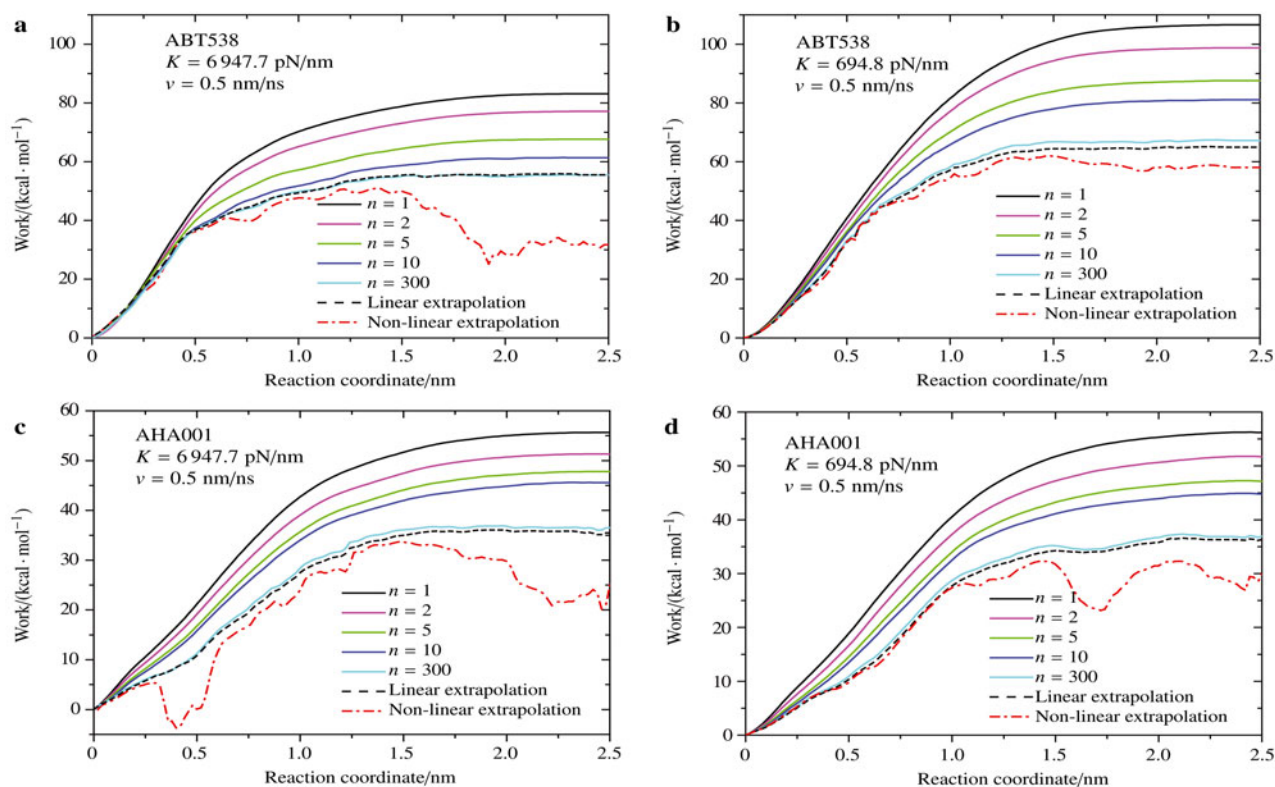 a
ABT538
K = 6 947.7 pN/nm
v = 0.5 nm/ns
Work/(kcal · mol−1)
100
80
60
40
20
0
n = 1
n = 2
n = 5
n = 10
n = 300
Linear extrapolation
Non-linear extrapolation
0 0.5 1.0 1.5 2.0 2.5
Reaction coordinate/nm
b
ABT538
K = 694.8 pN/nm
v = 0.5 nm/ns
Work/(kcal · mol−1)
100
80
60
40
20
0
n = 1
n = 2
n = 5
n = 10
n = 300
Linear extrapolation
Non-linear extrapolation
0 0.5 1.0 1.5 2.0 2.5
Reaction coordinate/nm
c
AHA001
K = 6 947.7 pN/nm
v = 0.5 nm/ns
Work/(kcal · mol−1)
60
50
40
30
20
10
0
n = 1
n = 2
n = 5
n = 10
n = 300
Linear extrapolation
Non-linear extrapolation
0 0.5 1.0 1.5 2.0 2.5
Reaction coordinate/nm
d
AHA001
K = 694.8 pN/nm
v = 0.5 nm/ns
Work/(kcal · mol−1)
60
50
40
30
20
10
0
n = 1
n = 2
n = 5
n = 10
n = 300
Linear extrapolation
Non-linear extrapolation
0 0.5 1.0 1.5 2.0 2.5
Reaction coordinate/nm